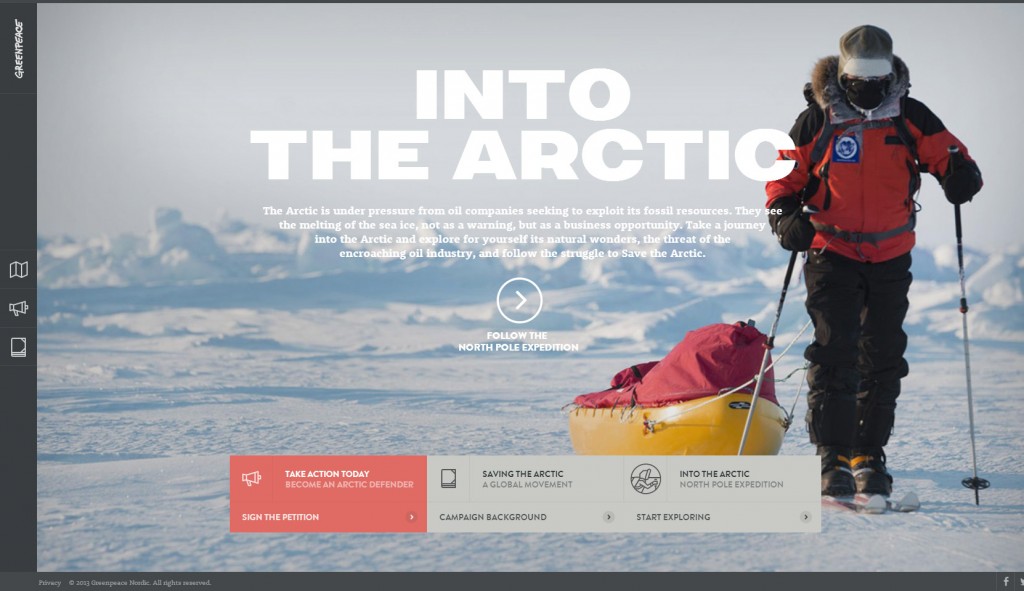 GREENPEACE
INTO
THE ARCTIC
The Arctic is under pressure from oil companies seeking to exploit its fossil resources. They see
the melting of the sea ice, not as a warning, but as a business opportunity. Take a journey
into the Arctic and explore for yourself its natural wonders, the threat of the
encroaching oil industry, and follow the struggle to Save the Arctic.
FOLLOW THE
NORTH POLE EXPEDITION
TAKE ACTION TODAY
BECOME AN ARCTIC DEFENDER
SIGN THE PETITION
SAVING THE ARCTIC
A GLOBAL MOVEMENT
CAMPAIGN BACKGROUND
INTO THE ARCTIC
NORTH POLE EXPEDITION
START EXPLORING
Privacy © 2013 Greenpeace Nordic. All rights reserved.